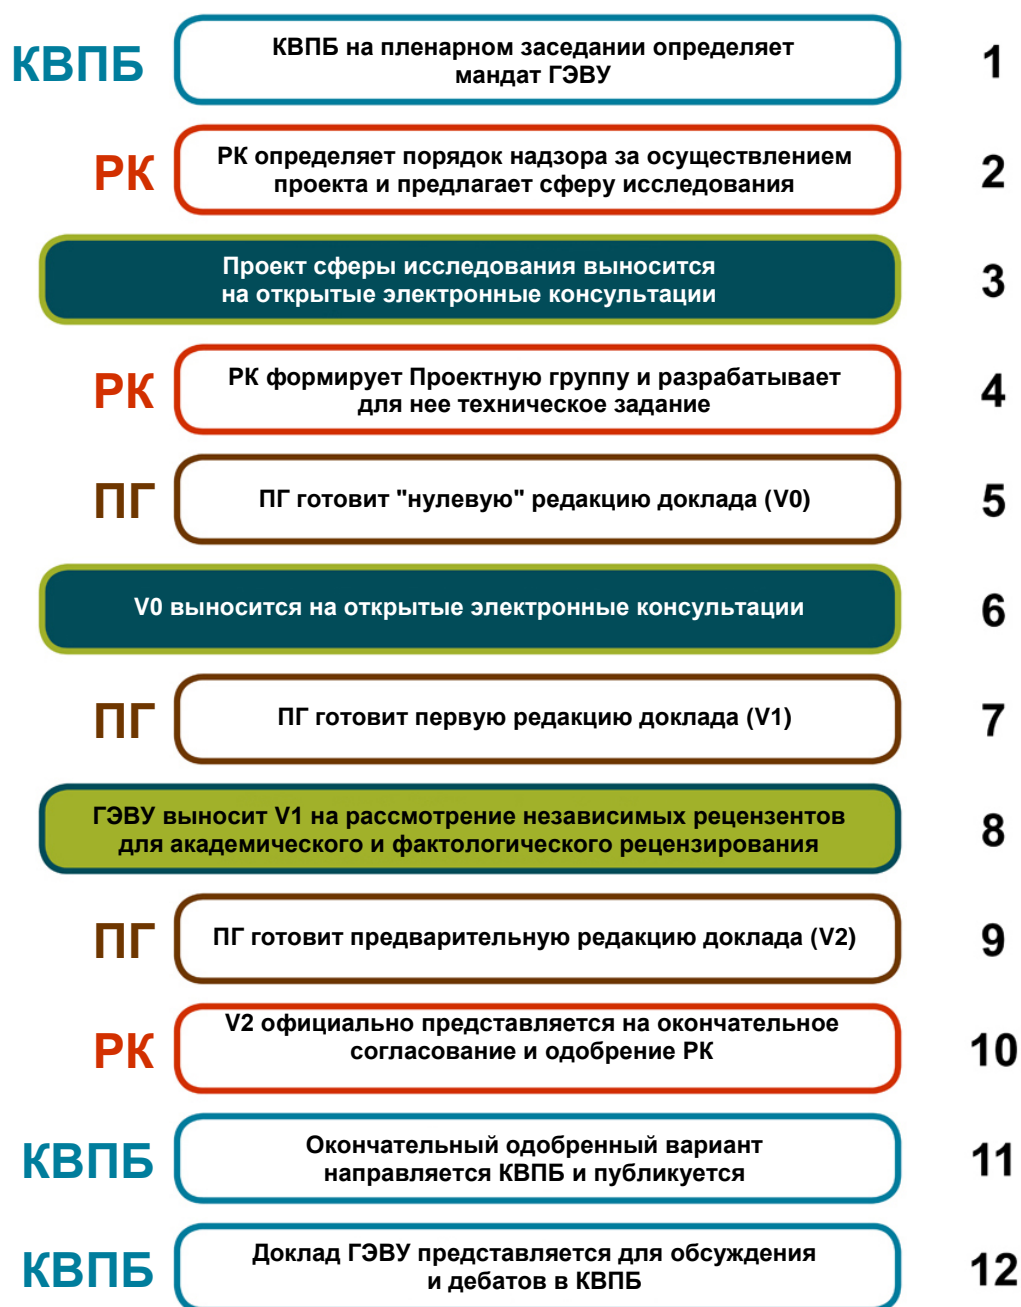 КВПБ
КВПБ на пленарном заседании определяет
мандат ГЭВУ
1
РК
РК определяет порядок надзора за осуществлением
проекта и предлагает сферу исследования
2
Проект сферы исследования выносится
на открытые электронные консультации
3
РК
РК формирует Проектную группу и разрабатывает
для нее техническое задание
4
ПГ
ПГ готовит "нулевую" редакцию доклада (V0)
5
V0 выносится на открытые электронные консультации
6
ПГ
ПГ готовит первую редакцию доклада (V1)
7
ГЭВУ выносит V1 на рассмотрение независимых рецензентов
для академического и фактологического рецензирования
8
ПГ
ПГ готовит предварительную редакцию доклада (V2)
9
РК
V2 официально представляется на окончательное
согласование и одобрение РК
10
КВПБ
Окончательный одобренный вариант
направляется КВПБ и публикуется
11
КВПБ
Доклад ГЭВУ представляется для обсуждения
и дебатов в КВПБ
12